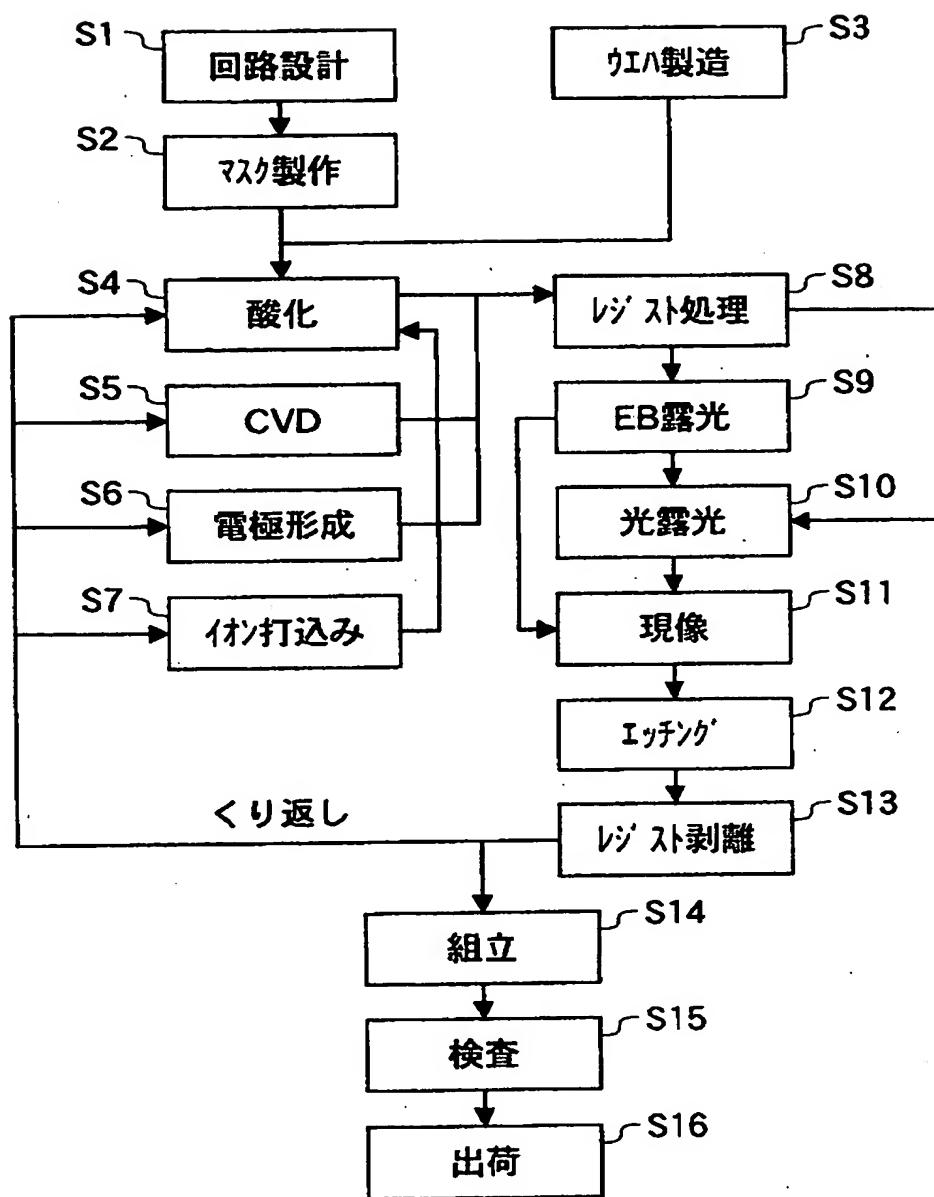 S1
回路設計
S3
ｳｴﾊ製造
S2
ﾏｽｸ製作
S4
酸化
S8
ﾚｼﾞｽﾄ処理
S5
CVD
S9
EB露光
S6
電極形成
S10
光露光
S7
ｲｵﾝ打込み
S11
現像
S12
ｴｯﾁﾝｸﾞ
くり返し
S13
ﾚｼﾞｽﾄ剥離
S14
組立
S15
検査
S16
出荷